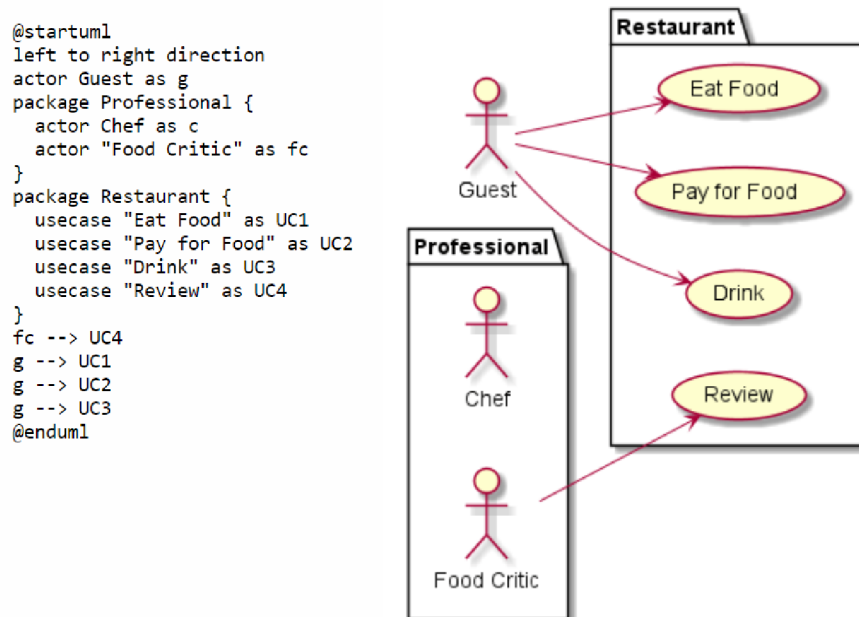 @startuml
left to right direction
actor Guest as g
package Professional {
  actor Chef as c
  actor "Food Critic" as fc
}
package Restaurant {
  usecase "Eat Food" as UC1
  usecase "Pay for Food" as UC2
  usecase "Drink" as UC3
  usecase "Review" as UC4
}
fc --> UC4
g --> UC1
g --> UC2
g --> UC3
@enduml
Restaurant
Eat Food
Guest
Pay for Food
Professional
Drink
Chef
Review
Food Critic